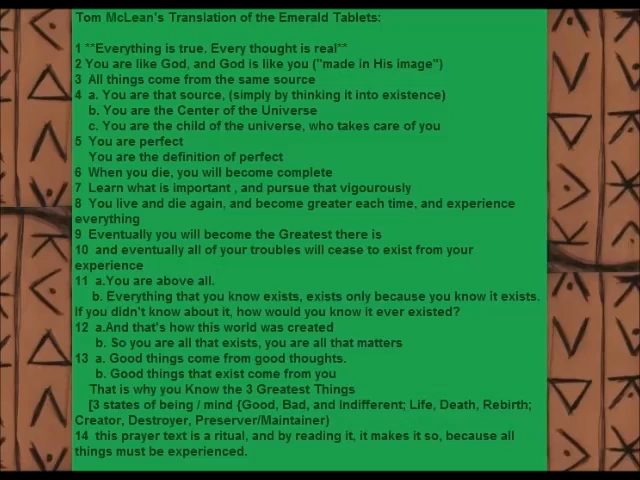 Tom McLean's Translation of the Emerald Tablets:
1 **Everything is true. Every thought is real**
2 You are like God, and God is like you ("made in His image")
3 All things come from the same source
4 a. You are that source, (simply by thinking it into existence)
b. You are the Center of the Universe
c. You are the child of the universe, who takes care of you
5 You are perfect
You are the definition of perfect
6 When you die, you will become complete
7 Learn what is important , and pursue that vigourously
8 You live and die again, and become greater each time, and experience
everything
9 Eventually you will become the Greatest there is
10 and eventually all of your troubles will cease to exist from your
experience
11 a.You are above all.
b. Everything that you know exists, exists only because you know it exists.
If you didn't know about it, how would you know it ever existed?
12 a.And that's how this world was created
b. So you are all that exists, you are all that matters
13 a. Good things come from good thoughts.
b. Good things that exist come from you
That is why you Know the 3 Greatest Things
[3 states of being / mind {Good, Bad, and Indifferent; Life, Death, Rebirth;
Creator, Destroyer, Preserver/Maintainer)
14 this prayer text is a ritual, and by reading it, it makes it so, because all
things must be experienced.